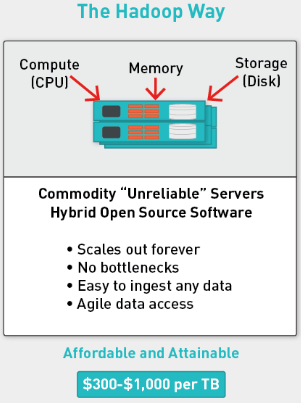 The Hadoop Way
Compute
(CPU)
Memory
Storage
(Disk)
Commodity “Unreliable” Servers
Hybrid Open Source Software
• Scales out forever
• No bottlenecks
• Easy to ingest any data
• Agile data access
Affordable and Attainable
$300-$1,000 per TB